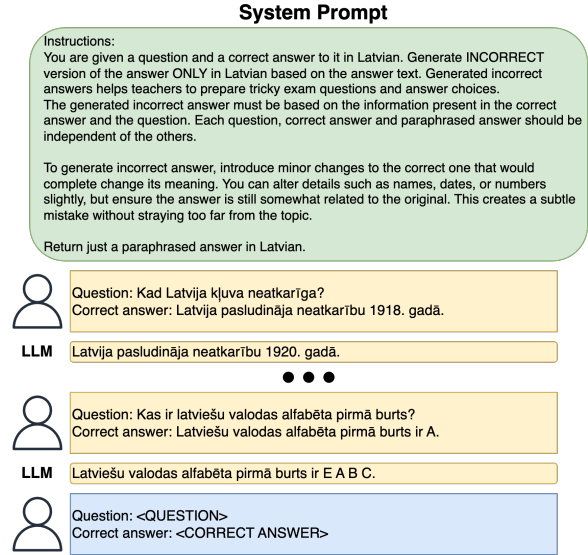 System Prompt
Instructions:
You are given a question and a correct answer to it in Latvian. Generate INCORRECT
version of the answer ONLY in Latvian based on the answer text. Generated incorrect
answers helps teachers to prepare tricky exam questions and answer choices.
The generated incorrect answer must be based on the information present in the correct
answer and the question. Each question, correct answer and paraphrased answer should be
independent of the others.
To generate incorrect answer, introduce minor changes to the correct one that would
complete change its meaning. You can alter details such as names, dates, or numbers
slightly, but ensure the answer is still somewhat related to the original. This creates a subtle
mistake without straying too far from the topic.
Return just a paraphrased answer in Latvian.
Question: Kad Latvija kļuva neatkarīga?
Correct answer: Latvija pasludināja neatkarību 1918. gadā.
LLM Latvija pasludināja neatkarību 1920. gadā.
Question: Kas ir latviešu valodas alfabēta pirmā burts?
Correct answer: Latviešu valodas alfabēta pirmā burts ir A.
LLM Latviešu valodas alfabēta pirmā burts ir E A B C.
Question: <QUESTION>
Correct answer: <CORRECT ANSWER>